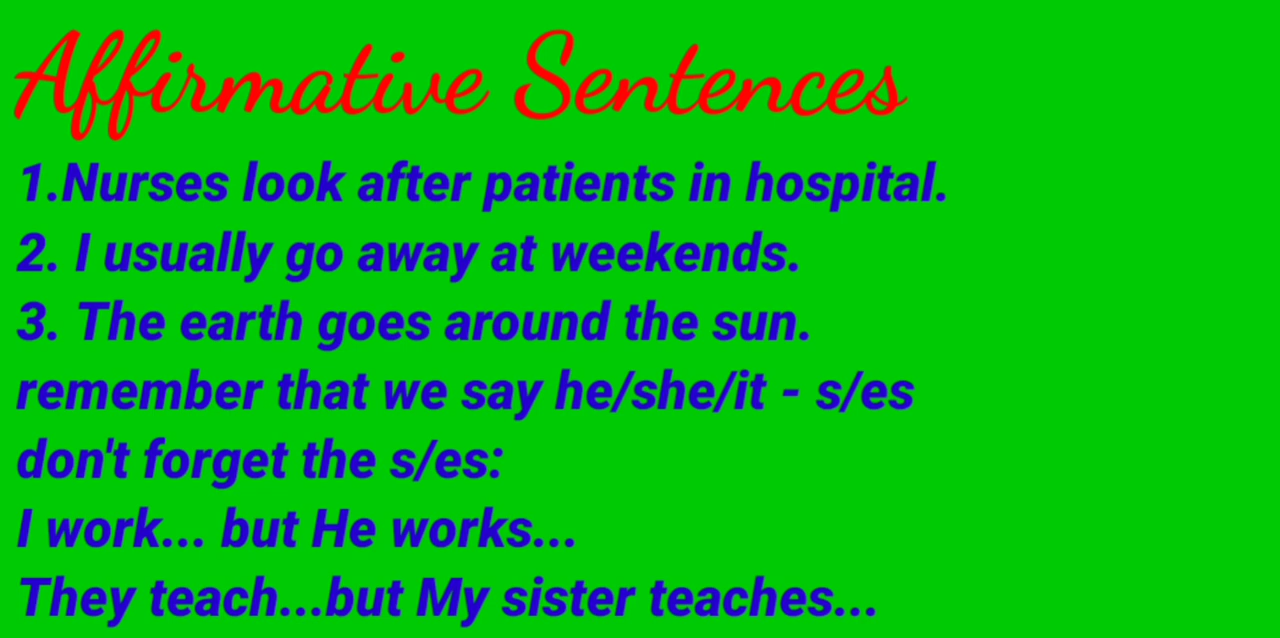 Affirmative Sentences
1.Nurses look after patients in hospital.
2. I usually go away at weekends.
3. The earth goes around the sun.
remember that we say he/she/it - s/es
don't forget the s/es:
I work... but He works...
They teach...but My sister teaches...